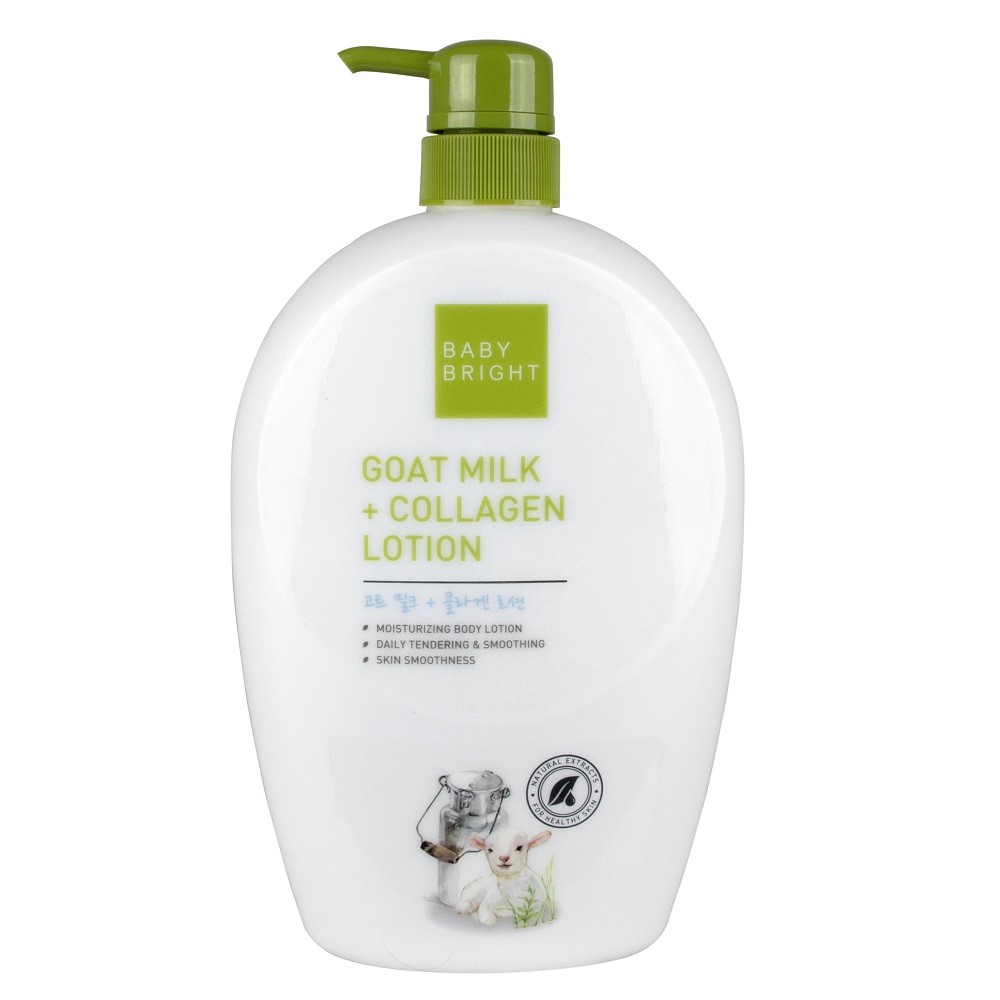 BABY
BRIGHT
GOAT MILK
+ COLLAGEN
LOTION
고트 밀크 + 콜라겐 로션
MOISTURIZING BODY LOTION
DAILY TENDERING & SMOOTHING
SKIN SMOOTHNESS
NATURAL EXTRACTS
FOR HEALTHY SKIN